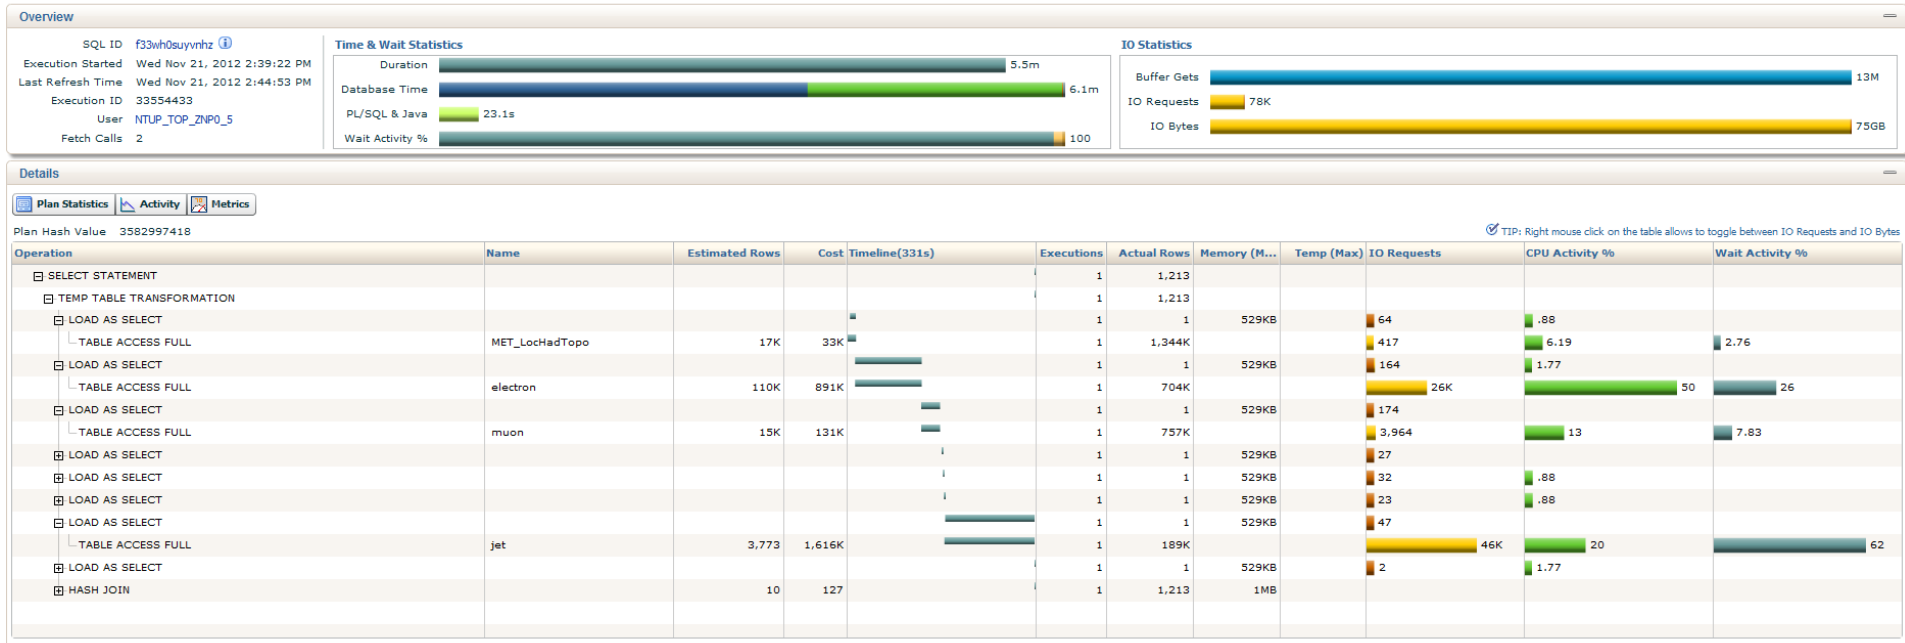 Overview
SQL ID f33wh0suyvnhz
Execution Started Wed Nov 21, 2012 2:39:22 PM
Last Refresh Time Wed Nov 21, 2012 2:44:53 PM
Execution ID 33554433
User NTUP_TOP_ZNP0_5
Fetch Calls 2
Time & Wait Statistics
Duration 5.5m
Database Time 6.1m
PL/SQL & Java 23.1s
Wait Activity % 100
IO Statistics
Buffer Gets 13M
IO Requests 78K
IO Bytes 75GB
Details
Plan Statistics Activity Metrics
Plan Hash Value 3582997418
TIP: Right mouse click on the table allows to toggle between IO Requests and IO Bytes
Operation Name Estimated Rows Cost Timeline(331s) Executions Actual Rows Memory (M... Temp (Max) IO Requests CPU Activity % Wait Activity %
SELECT STATEMENT 1 1,213
TEMP TABLE TRANSFORMATION 1 1,213
LOAD AS SELECT 1 1 529KB 64 .88
TABLE ACCESS FULL MET_LocHadTopo 17K 33K 1 1,344K 417 6.19 2.76
LOAD AS SELECT 1 1 529KB 164 1.77
TABLE ACCESS FULL electron 110K 891K 1 704K 26K 50 26
LOAD AS SELECT 1 1 529KB 174
TABLE ACCESS FULL muon 15K 131K 1 757K 3,964 13 7.83
LOAD AS SELECT 1 1 529KB 27
LOAD AS SELECT 1 1 529KB 32 .88
LOAD AS SELECT 1 1 529KB 23 .88
LOAD AS SELECT 1 1 529KB 47
TABLE ACCESS FULL jet 3,773 1,616K 1 189K 46K 20 62
LOAD AS SELECT 1 1 529KB 2 1.77
HASH JOIN 10 127 1 1,213 1MB